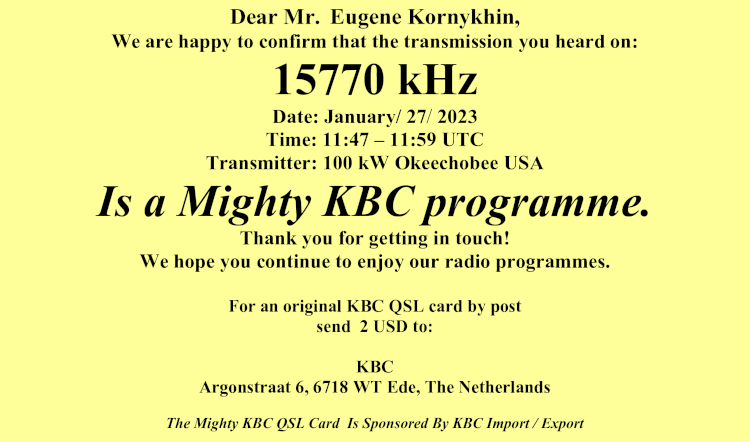 Dear Mr.  Eugene Kornykhin,
We are happy to confirm that the transmission you heard on:
15770 kHz
Date: January/ 27/ 2023
Time: 11:47 – 11:59 UTC
Transmitter: 100 kW Okeechobee USA
Is a Mighty KBC programme.
Thank you for getting in touch!
We hope you continue to enjoy our radio programmes.
For an original KBC QSL card by post
send  2 USD to:
KBC
Argonstraat 6, 6718 WT Ede, The Netherlands
The Mighty KBC QSL Card  Is Sponsored By KBC Import / Export